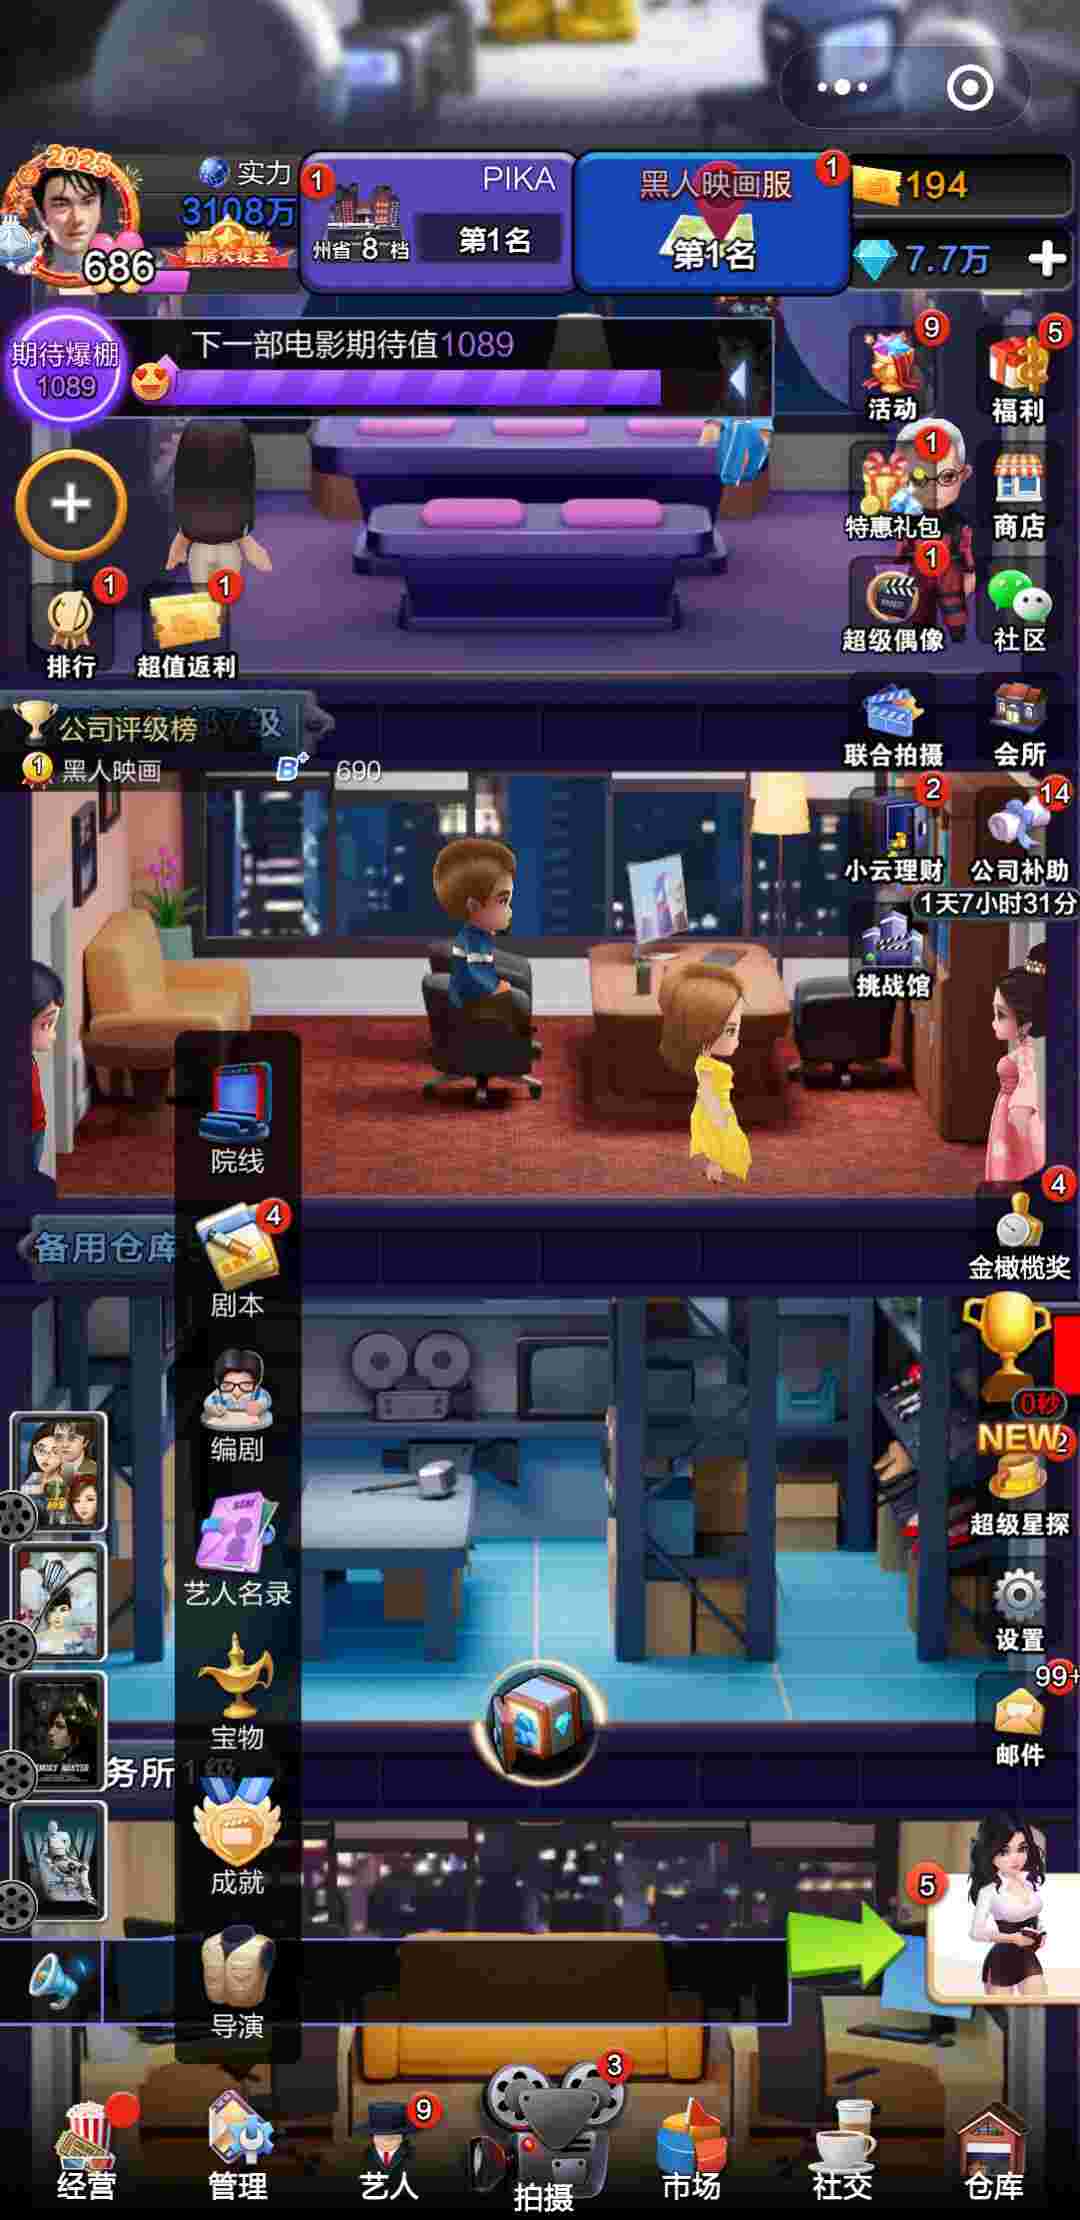 2025
实力
3108万
票房大卖王
686
1
PIKA
州省 8 档
第1名
黑人映画服
1
第1名
194
7.7万
期待爆棚
1089
下一部电影期待值1089
9
活动
5
福利
1
特惠礼包
商店
1
超级偶像
社区
1
排行
1
超值返利
公司评级榜
7级
1
黑人映画
B+
690
联合拍摄
会所
2
小云理财
14
公司补助
1天7小时31分
挑战馆
院线
4
剧本
编剧
艺人名录
宝物
成就
导演
备用仓库
4
金橄榄奖
0秒
NEW
2
超级星探
设置
99+
邮件
务所1级
5
经营
管理
9
艺人
3
拍摄
市场
社交
仓库